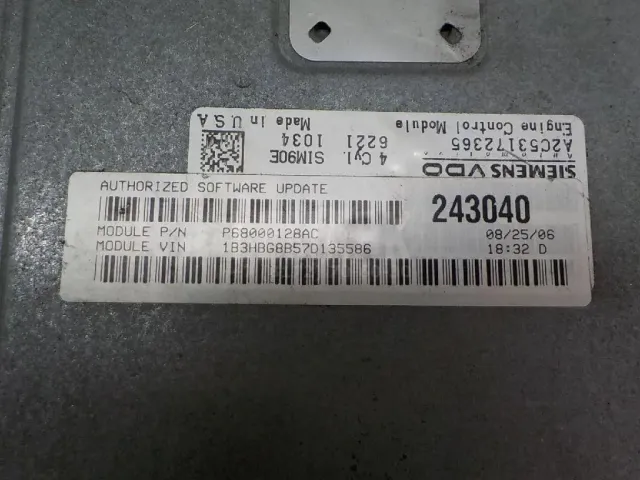 SIEMENS VDO
A2C53172365
Engine Control Module
4 Cyl. SIM90E
6221 1034
Made in U.S.A
AUTHORIZED SOFTWARE UPDATE
243040
MODULE P/N P68000128AC 08/25/06
MODULE VIN 1B3HBG8B57D135586 18:32 D